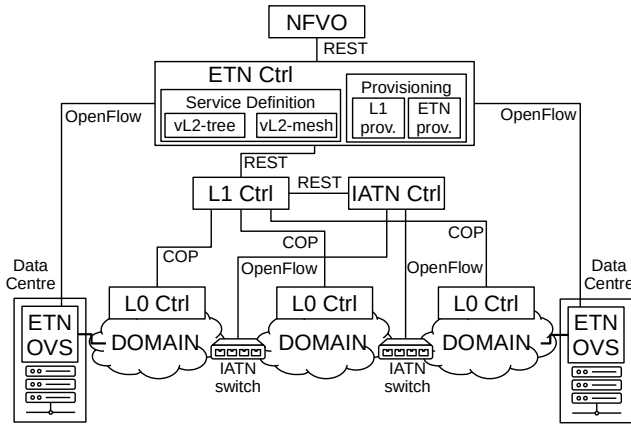 NFVO
REST
ETN Ctrl
Service Definition
vL2-tree
vL2-mesh
Provisioning
L1
prov.
ETN
prov.
OpenFlow
OpenFlow
REST
L1 Ctrl
REST
IATN Ctrl
COP
COP
COP
OpenFlow
OpenFlow
Data
Centre
Data
Centre
L0 Ctrl
L0 Ctrl
L0 Ctrl
ETN
OVS
DOMAIN
DOMAIN
DOMAIN
ETN
OVS
IATN
switch
IATN
switch